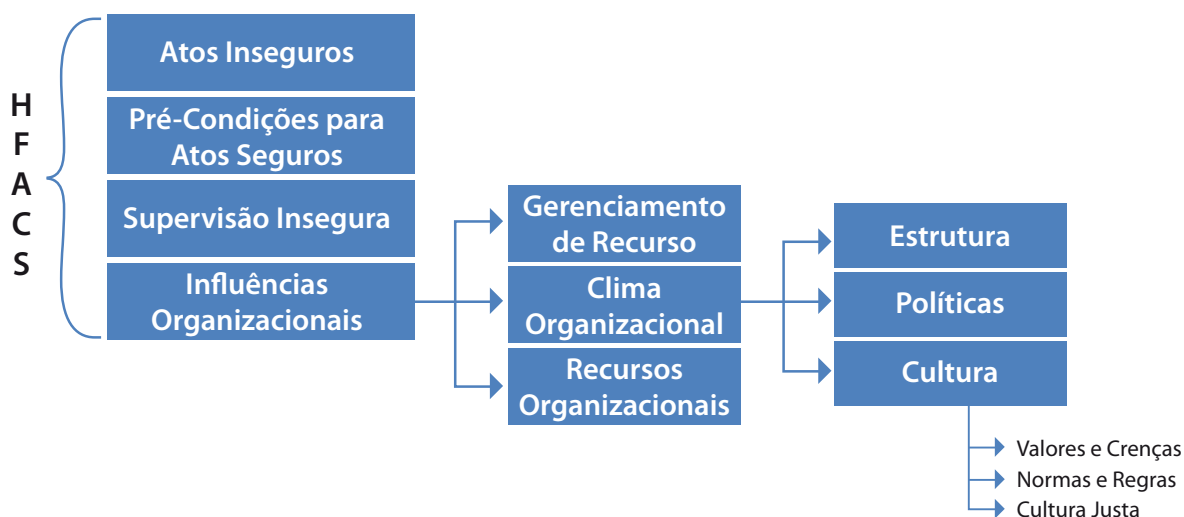 H
F
A
C
S
Atos Inseguros
Pré-Condições para
Atos Seguros
Supervisão Insegura
Influências
Organizacionais
Gerenciamento
de Recurso
Clima
Organizacional
Recursos
Organizacionais
Estrutura
Políticas
Cultura
Valores e Crenças
Normas e Regras
Cultura Justa